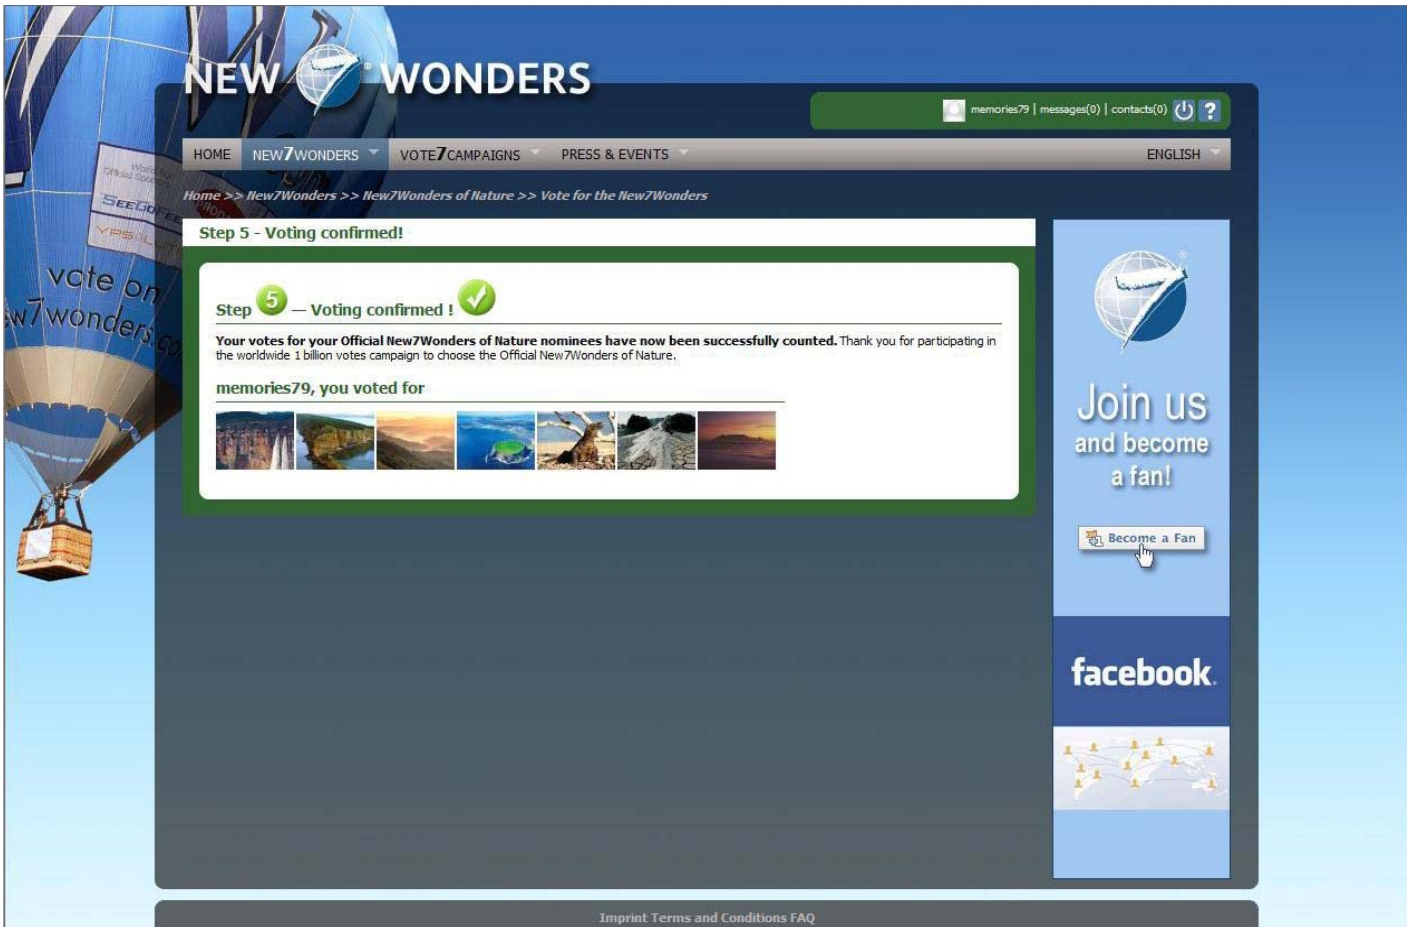 NEW 7 WONDERS
memories79 | messages(0) | contacts(0) ?
HOME NEW7WONDERS VOTE7CAMPAIGNS PRESS & EVENTS ENGLISH
Home >> New7Wonders >> New7Wonders of Nature >> Vote for the New7Wonders
Step 5 - Voting confirmed!
Step 5 — Voting confirmed !
Your votes for your Official New7Wonders of Nature nominees have now been successfully counted. Thank you for participating in
the worldwide 1 billion votes campaign to choose the Official New7Wonders of Nature.
memories79, you voted for
7
Join us
and become
a fan!
Become a Fan
facebook.
vote on
Imprint Terms and Conditions FAQ